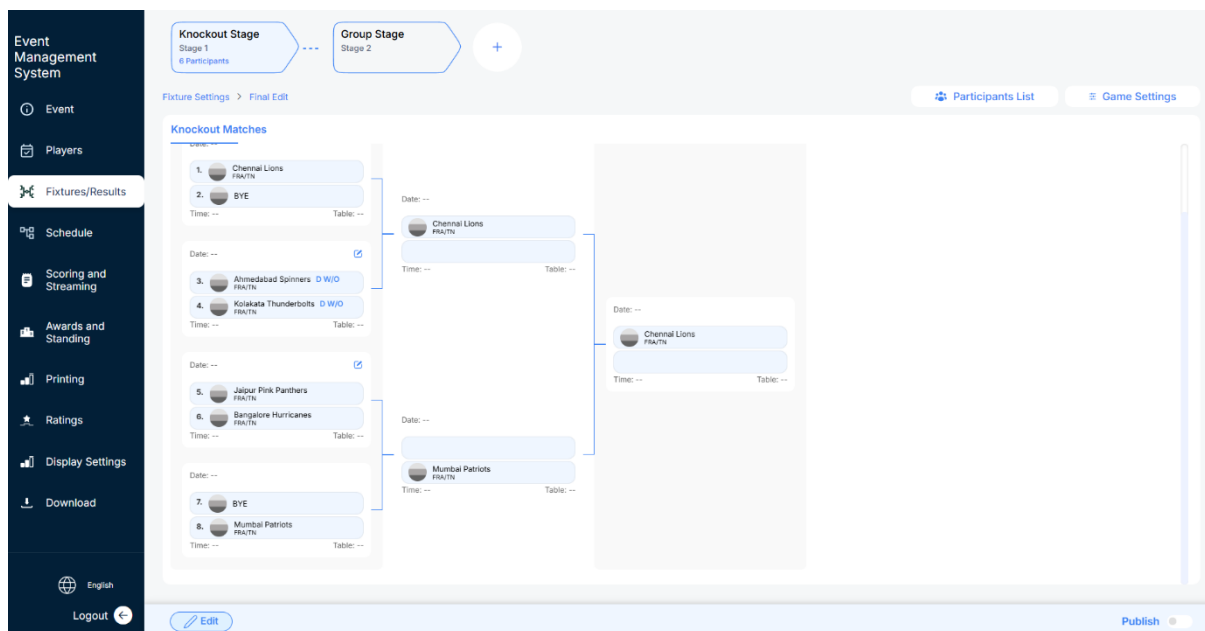 Event
Management
System
Event
Players
Fixtures/Results
Schedule
Scoring and
Streaming
Awards and
Standing
Printing
Ratings
Display Settings
Download
English
Logout
Knockout Stage
Stage 1
6 Participants
Group Stage
Stage 2
+
Fixture Settings > Final Edit
Participants List
Game Settings
Knockout Matches
Date: --
1. Chennai Lions
FRA/TN
2. BYE
Time: -- Table: --
Date: --
3. Ahmedabad Spinners D W/O
FRA/TN
4. Kolakata Thunderbolts D W/O
FRA/TN
Time: -- Table: --
Date: --
5. Jaipur Pink Panthers
FRA/TN
6. Bangalore Hurricanes
FRA/TN
Time: -- Table: --
Date: --
7. BYE
8. Mumbai Patriots
FRA/TN
Time: -- Table: --
Date: --
Chennai Lions
FRA/TN
Time: -- Table: --
Date: --
Mumbai Patriots
FRA/TN
Time: -- Table: --
Date: --
Chennai Lions
FRA/TN
Time: -- Table: --
Edit
Publish